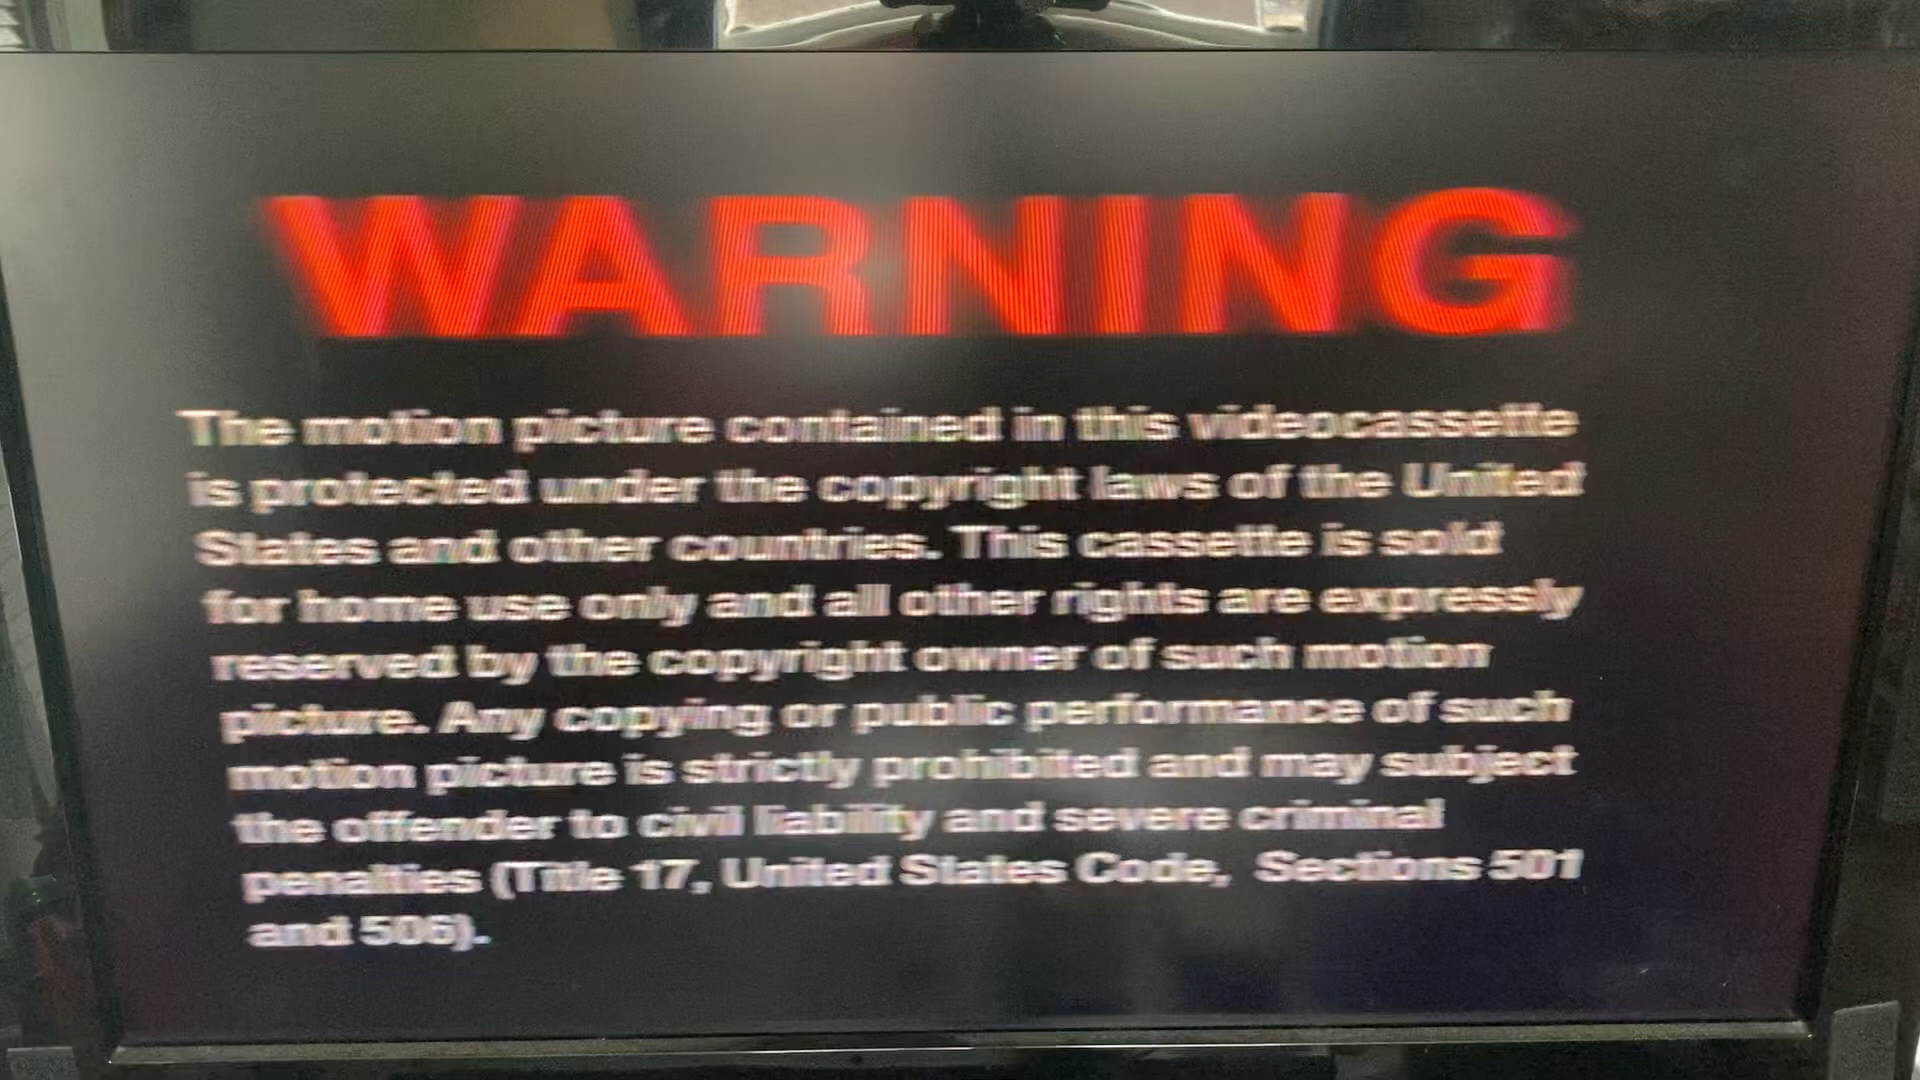 WARNING
The motion picture contained in this videocassette
is protected under the copyright laws of the United
States and other countries. This cassette is sold
for home use only and all other rights are expressly
reserved by the copyright owner of such motion
picture. Any copying or public performance of such
motion picture is strictly prohibited and may subject
the offender to civil liability and severe criminal
penalties (Title 17, United States Code, Sections 501
and 506).